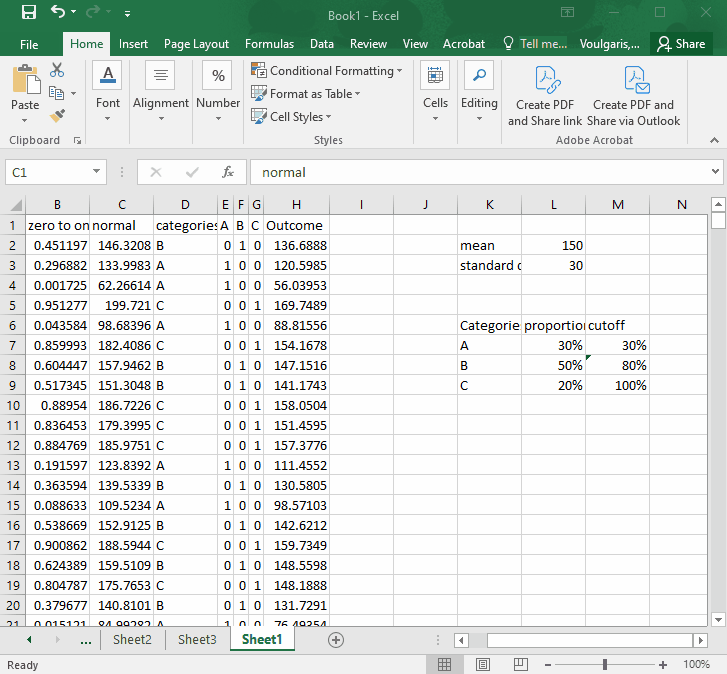 Book1 - Excel
File Home Insert Page Layout Formulas Data Review View Acrobat Tell me... Voulgaris,... Share
Paste Font Alignment Number Conditional Formatting Format as Table Cell Styles Cells Editing Create PDF and Share link Create PDF and Share via Outlook
Clipboard Styles Adobe Acrobat
C1 fx normal
B C D E F G H I J K L M N
1 zero to on normal categories A B C Outcome
2 0.451197 146.3208 B 0 1 0 136.6888 mean 150
3 0.296882 133.9983 A 1 0 0 120.5985 standard d 30
4 0.001725 62.26614 A 1 0 0 56.03953
5 0.951277 199.721 C 0 0 1 169.7489
6 0.043584 98.68396 A 1 0 0 88.81556 Categorie proportion cutoff
7 0.859993 182.4086 C 0 0 1 154.1678 A 30% 30%
8 0.604447 157.9462 B 0 1 0 147.1516 B 50% 80%
9 0.517345 151.3048 B 0 1 0 141.1743 C 20% 100%
10 0.88954 186.7226 C 0 0 1 158.0504
11 0.836453 179.3995 C 0 0 1 151.4595
12 0.884769 185.9751 C 0 0 1 157.3776
13 0.191597 123.8392 A 1 0 0 111.4552
14 0.363594 139.5339 B 0 1 0 130.5805
15 0.088633 109.5234 A 1 0 0 98.57103
16 0.538669 152.9125 B 0 1 0 142.6212
17 0.900862 188.5944 C 0 0 1 159.7349
18 0.624389 159.5109 B 0 1 0 148.5598
19 0.804787 175.7653 C 0 0 1 148.1888
20 0.379677 140.8101 B 0 1 0 131.7291
21 0.015121 84.99282 A 1 0 0 76.49354
... Sheet2 Sheet3 Sheet1
Ready 100%